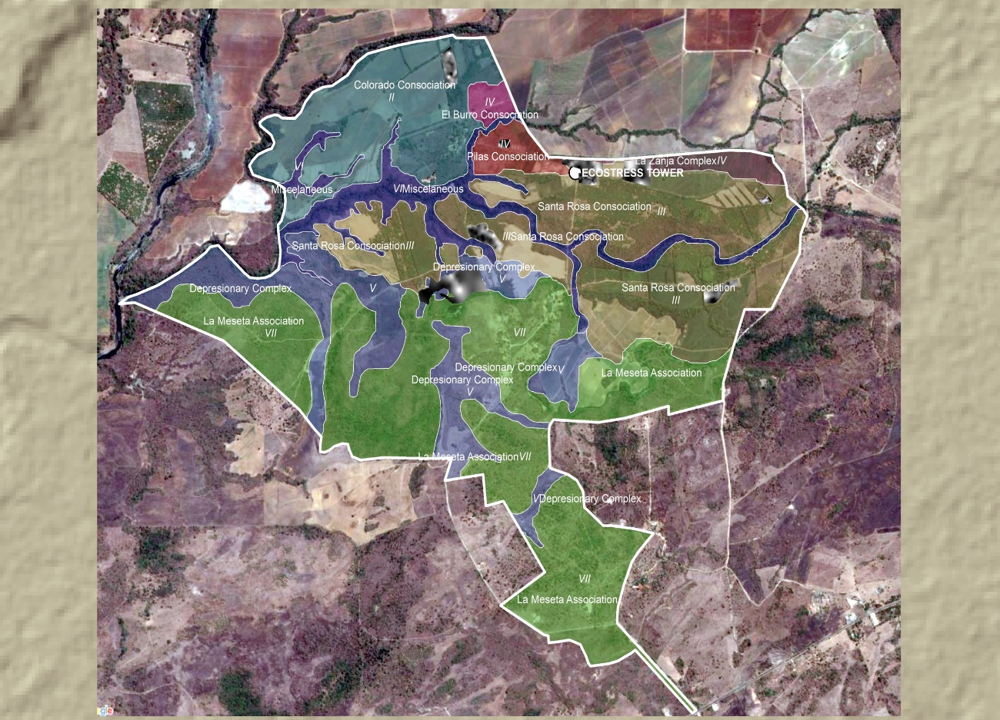 Colorado Consociation
II
IV
El Burro Consociation
IV
Pilas Consociation
La Zanja Complex IV
ECOSTRESS TOWER
VI
Miscelaneous
VI Miscelaneous
Santa Rosa Consociation III
III Santa Rosa Consociation
Santa Rosa Consociation III
Depresionary Complex
V
Depresionary Complex
V
Santa Rosa Consociation
III
La Meseta Association
VII
VII
Depresionary Complex V
Depresionary Complex
V
La Meseta Association
La Meseta Association VII
V Depresionary Complex
VII
La Meseta Association
gle